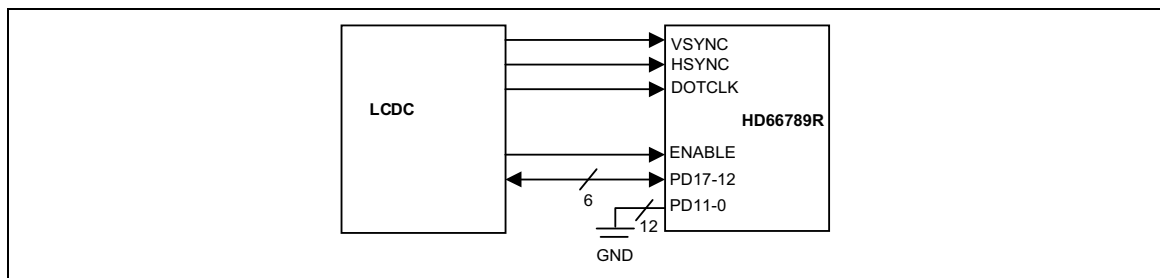 VSYNC
HSYNC
DOTCLK
LCDC
HD66789R
ENABLE
PD17-12
6
PD11-0
12
GND